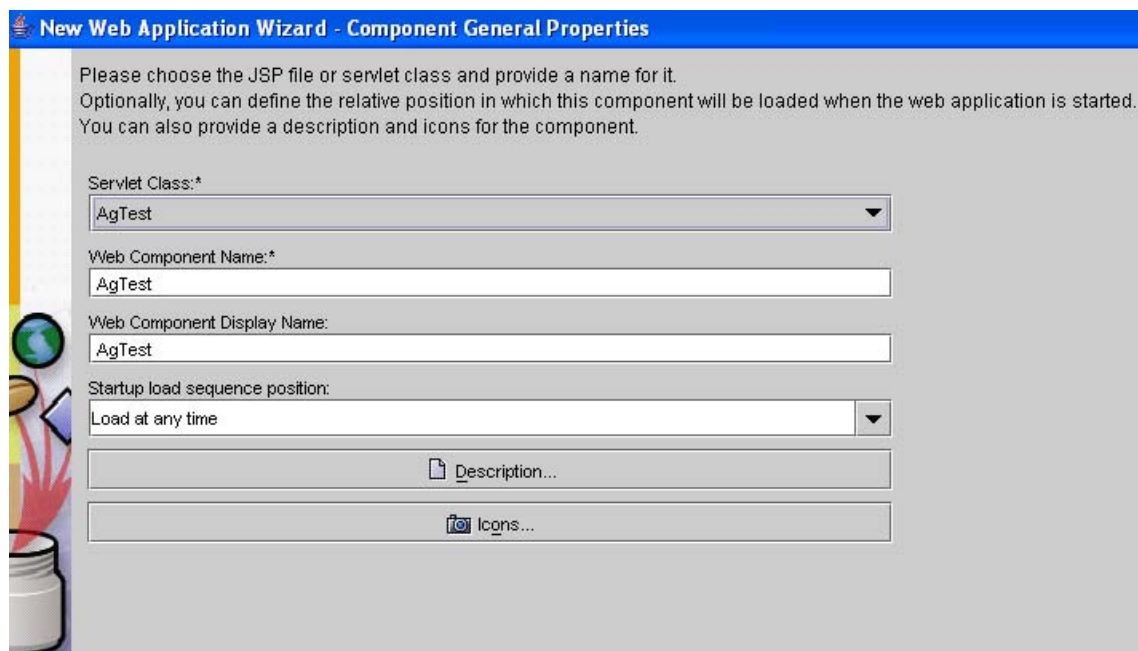 New Web Application Wizard - Component General Properties
Please choose the JSP file or servlet class and provide a name for it.
Optionally, you can define the relative position in which this component will be loaded when the web application is started.
You can also provide a description and icons for the component.
Servlet Class:*
AgTest
Web Component Name:*
AgTest
Web Component Display Name:
AgTest
Startup load sequence position:
Load at any time
Description...
Icons...